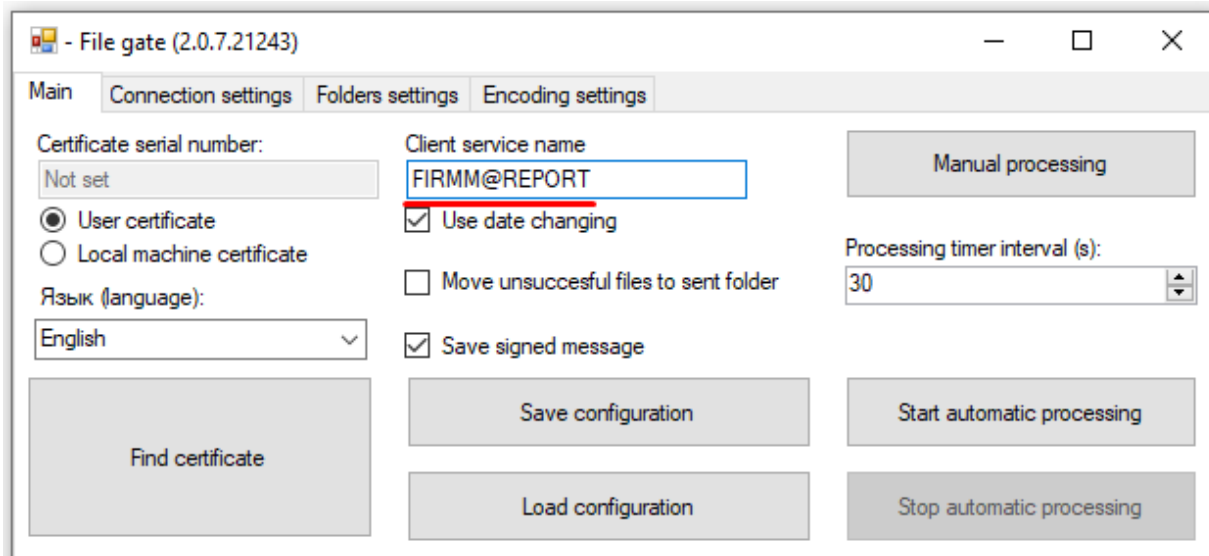 - File gate (2.0.7.21243)
Main Connection settings Folders settings Encoding settings
Certificate serial number:
Not set
User certificate
Local machine certificate
Язык (language):
English
Find certificate
Client service name
FIRMM@REPORT
Use date changing
Move unsuccesful files to sent folder
Save signed message
Save configuration
Load configuration
Manual processing
Processing timer interval (s):
30
Start automatic processing
Stop automatic processing